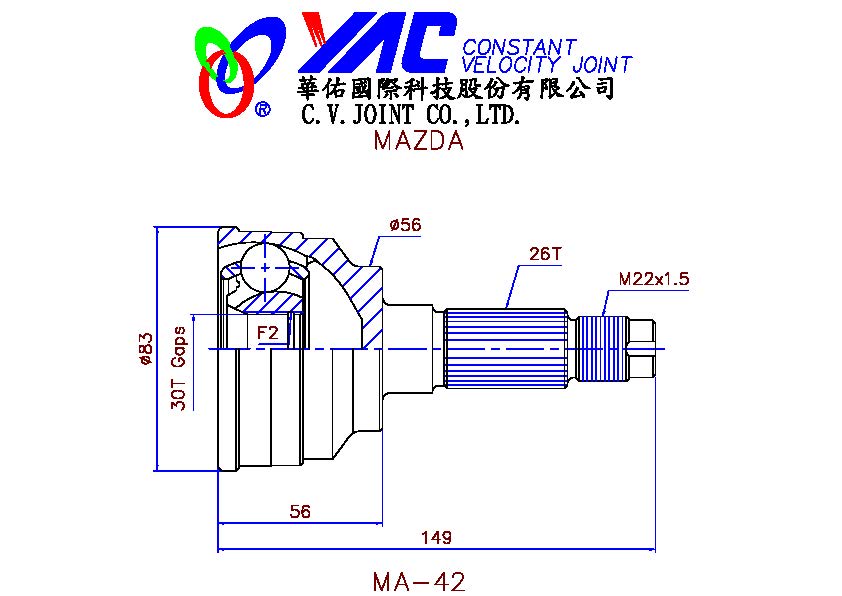 YAC CONSTANT
VELOCITY JOINT
®
華佑國際科技股份有限公司
C.V.JOINT CO.,LTD.
MAZDA
ø56
26T
M22x1.5
F2
ø83
30T Gaps
56
149
MA-42